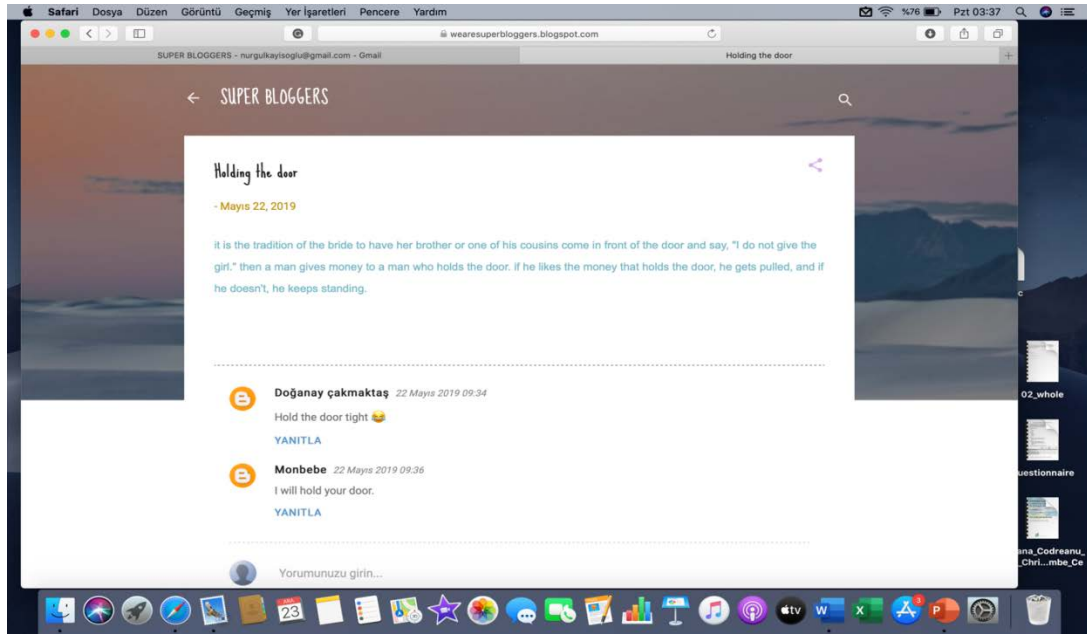 Safari Dosya Düzen Görüntü Geçmiş Yer İşaretleri Pencere Yardım %76 Pzt 03:37
wearesuperbloggers.blogspot.com
SUPER BLOGGERS - nurgulkayisoglu@gmail.com - Gmail Holding the door
SUPER BLOGGERS
Holding the door
- Mayıs 22, 2019
it is the tradition of the bride to have her brother or one of his cousins come in front of the door and say, "I do not give the
girl." then a man gives money to a man who holds the door. if he likes the money that holds the door, he gets pulled, and if
he doesn't, he keeps standing.
Doğanay çakmaktaş 22 Mayıs 2019 09:34
Hold the door tight 😂
YANITLA
Monbebe 22 Mayıs 2019 09:36
I will hold your door.
YANITLA
Yorumunuzu girin...
c
02_whole
uestionnaire
ana_Codreanu_
_Chri...mbe_Ce
23
tv
W
X
P